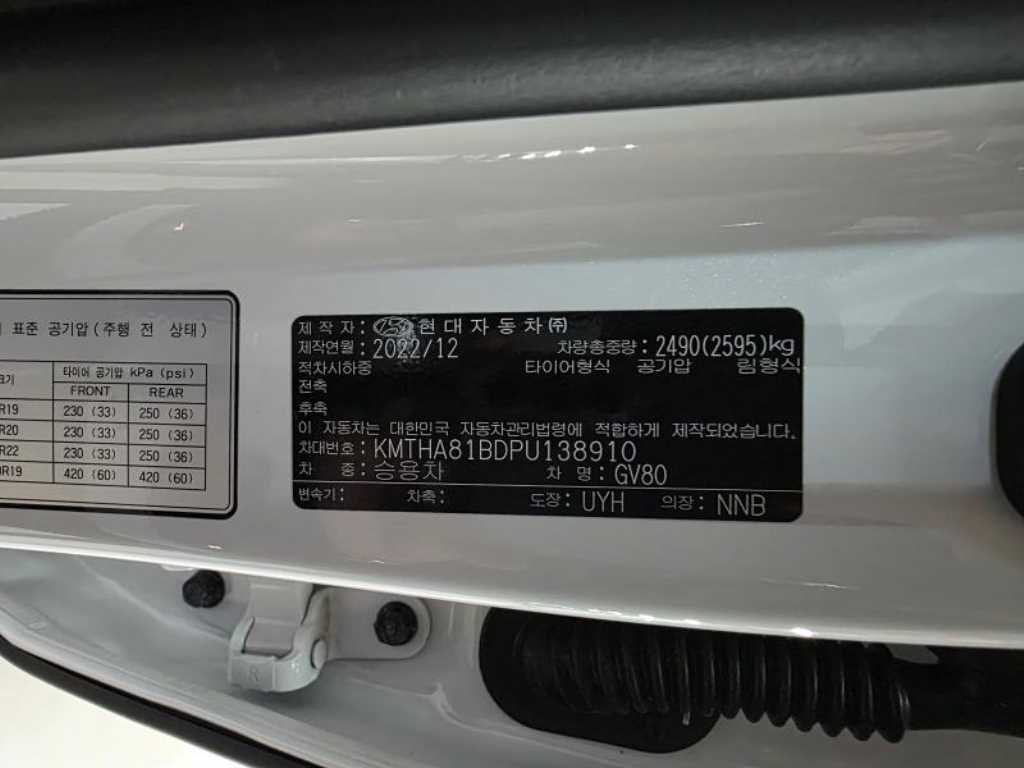 표준 공기압(주행 전 상태)
타이어 공기압 kPa (psi)
FRONT REAR
R19 230 (33) 250 (36)
R20 230 (33) 250 (36)
R22 230 (33) 250 (36)
R19 420 (60) 420 (60)
제 작 자: 현대자동차㈜
제작연월: 2022/12 차량총중량: 2490(2595)kg
적차시하중 타이어형식 공기압 림형식
전축
후축
이 자동차는 대한민국 자동차관리법령에 적합하게 제작되었습니다.
차대번호: KMTHA81BDPU138910
차 종: 승용차 차 명: GV80
변속기: 차축: 도장: UYH 의장: NNB
R